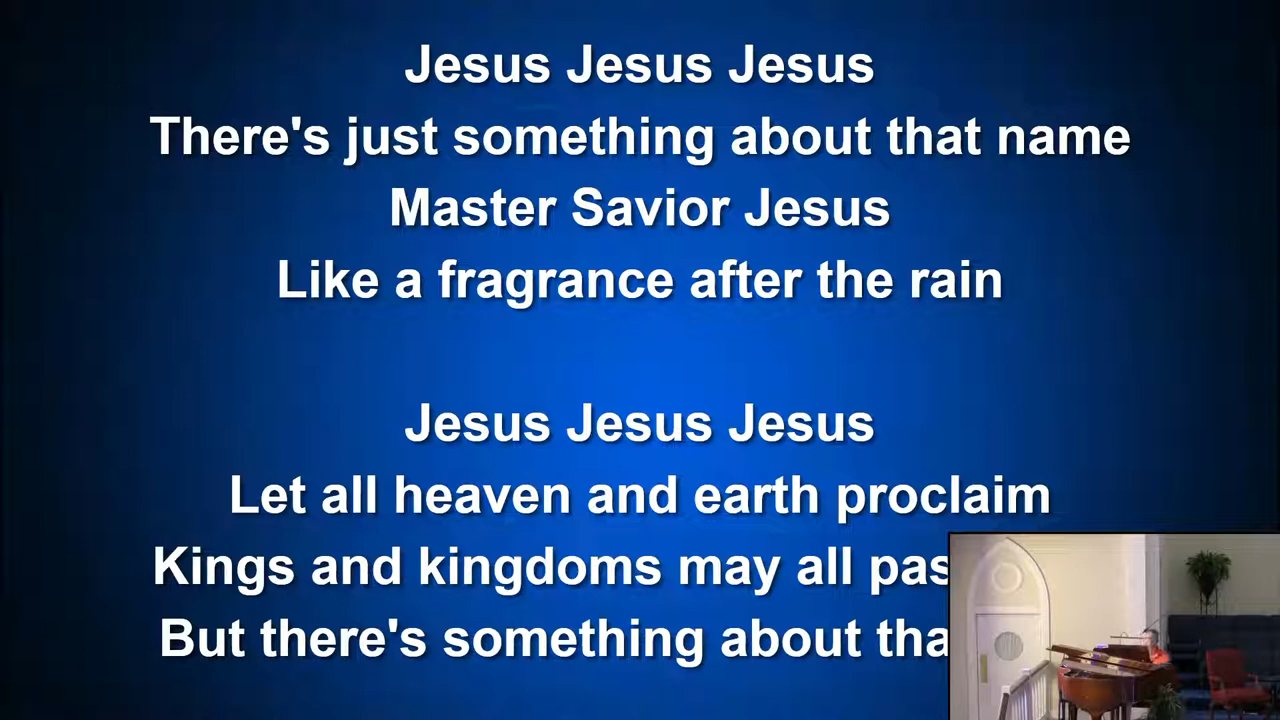 Jesus Jesus Jesus
There's just something about that name
Master Savior Jesus
Like a fragrance after the rain
Jesus Jesus Jesus
Let all heaven and earth proclaim
Kings and kingdoms may all pas
But there's something about tha